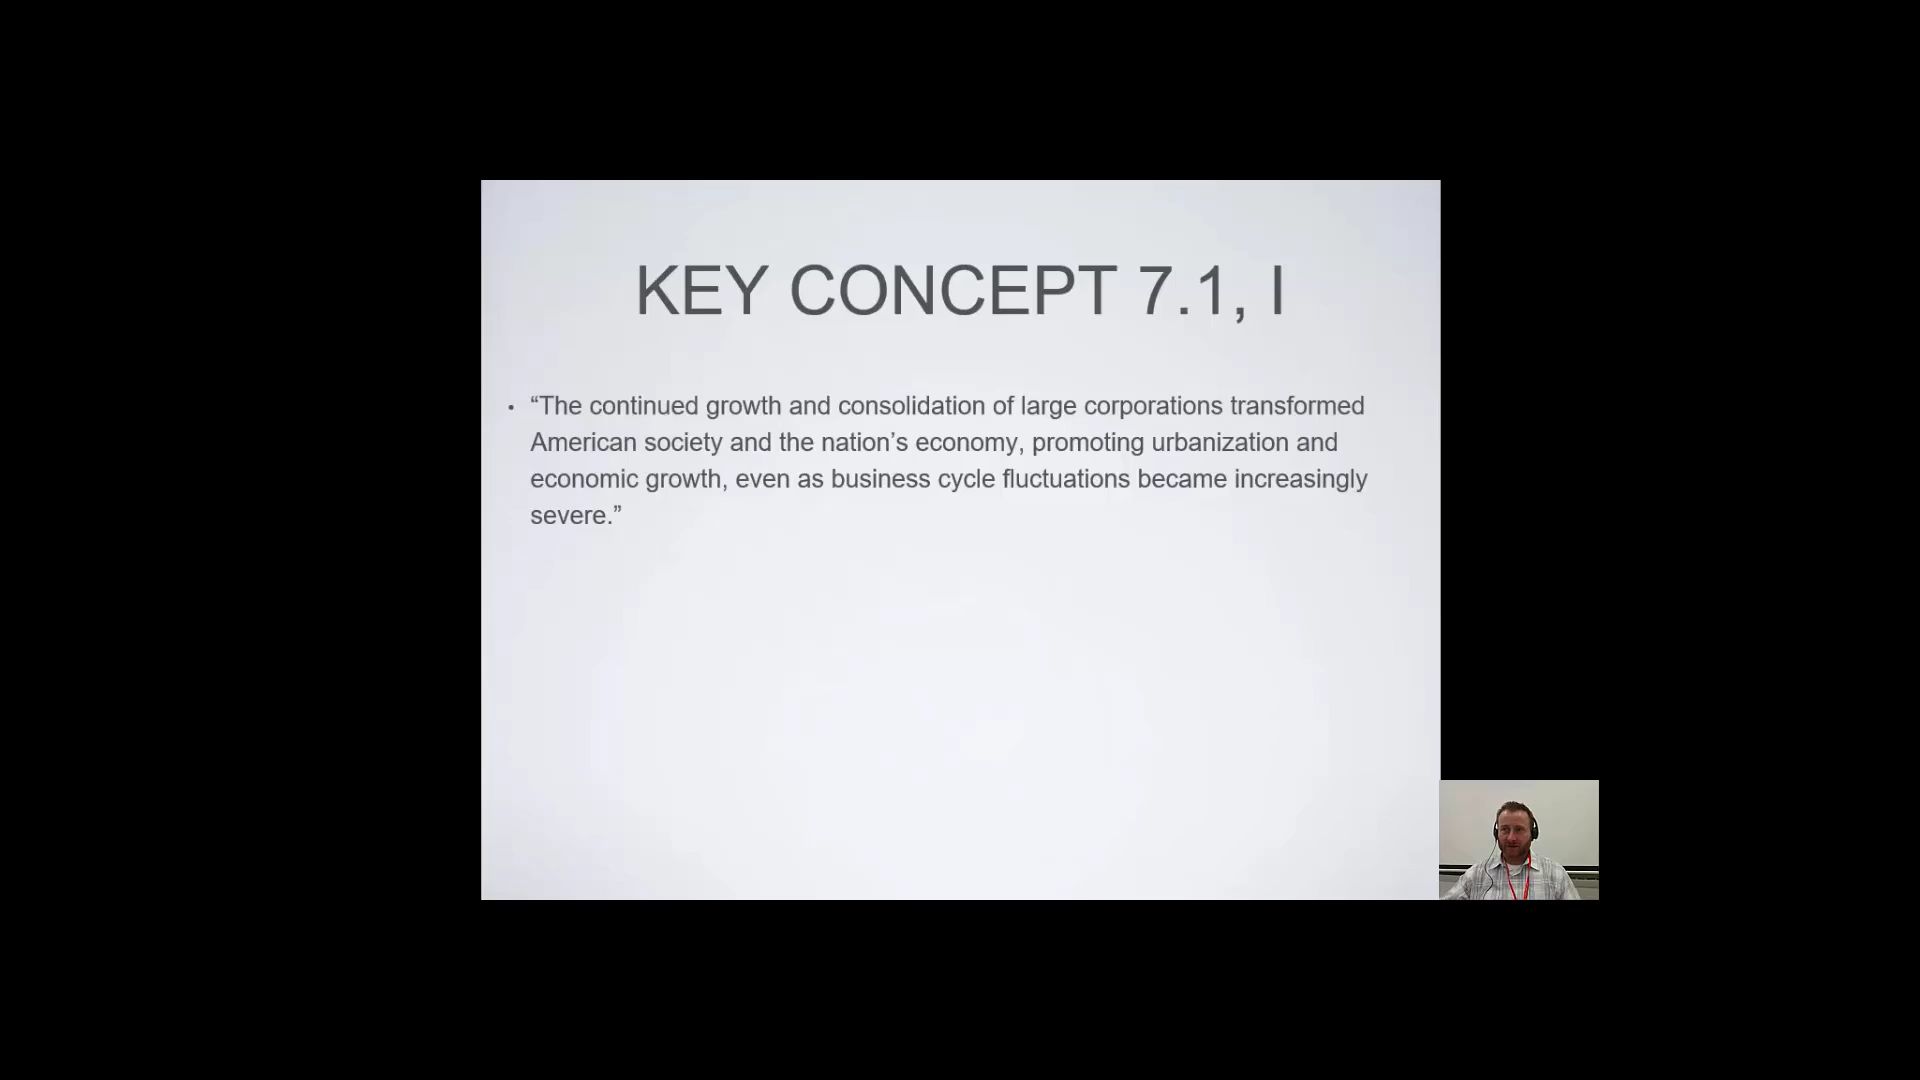 KEY CONCEPT 7.1, I
• “The continued growth and consolidation of large corporations transformed
American society and the nation’s economy, promoting urbanization and
economic growth, even as business cycle fluctuations became increasingly
severe.”